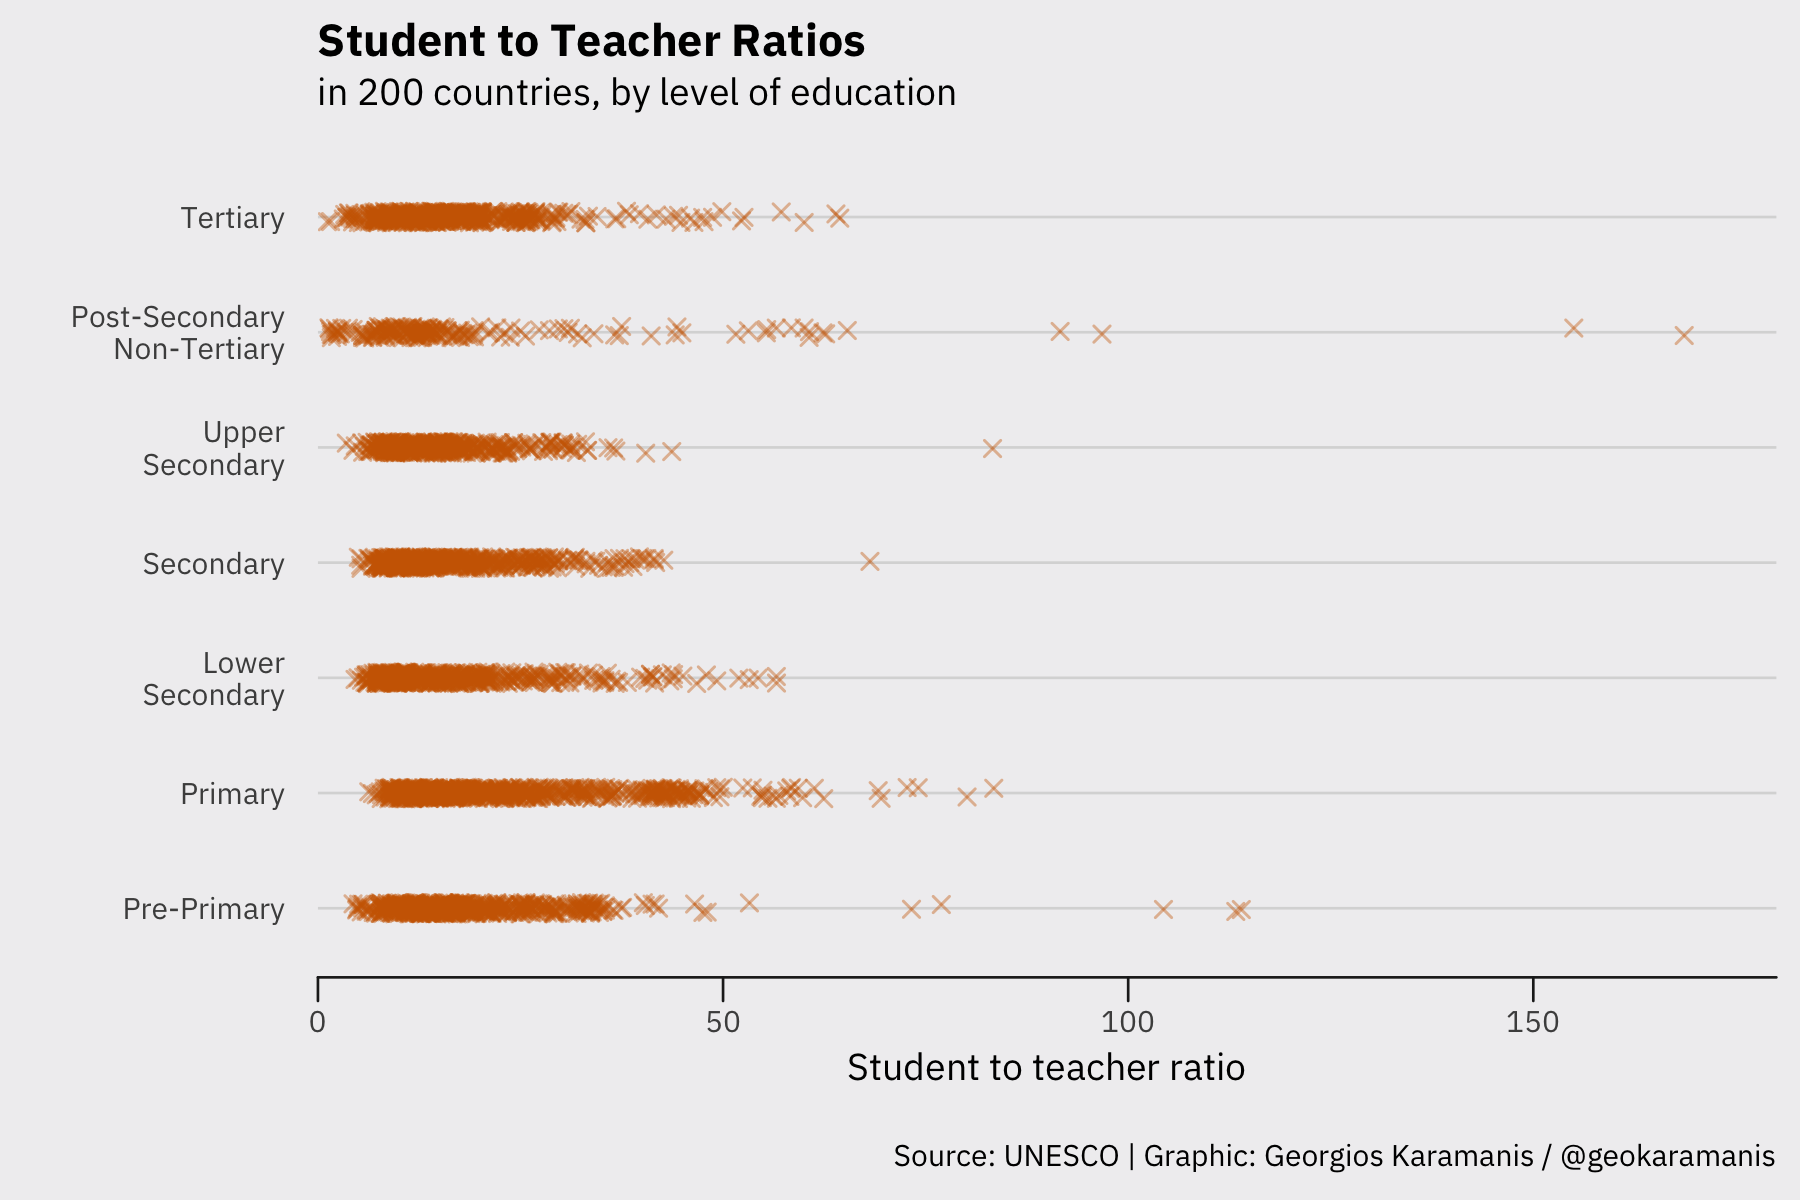 Student to Teacher Ratios
in 200 countries, by level of education
Tertiary
Post-Secondary
Non-Tertiary
Upper
Secondary
Secondary
Lower
Secondary
Primary
Pre-Primary
0 50 100 150
Student to teacher ratio
Source: UNESCO | Graphic: Georgios Karamanis / @geokaramanis